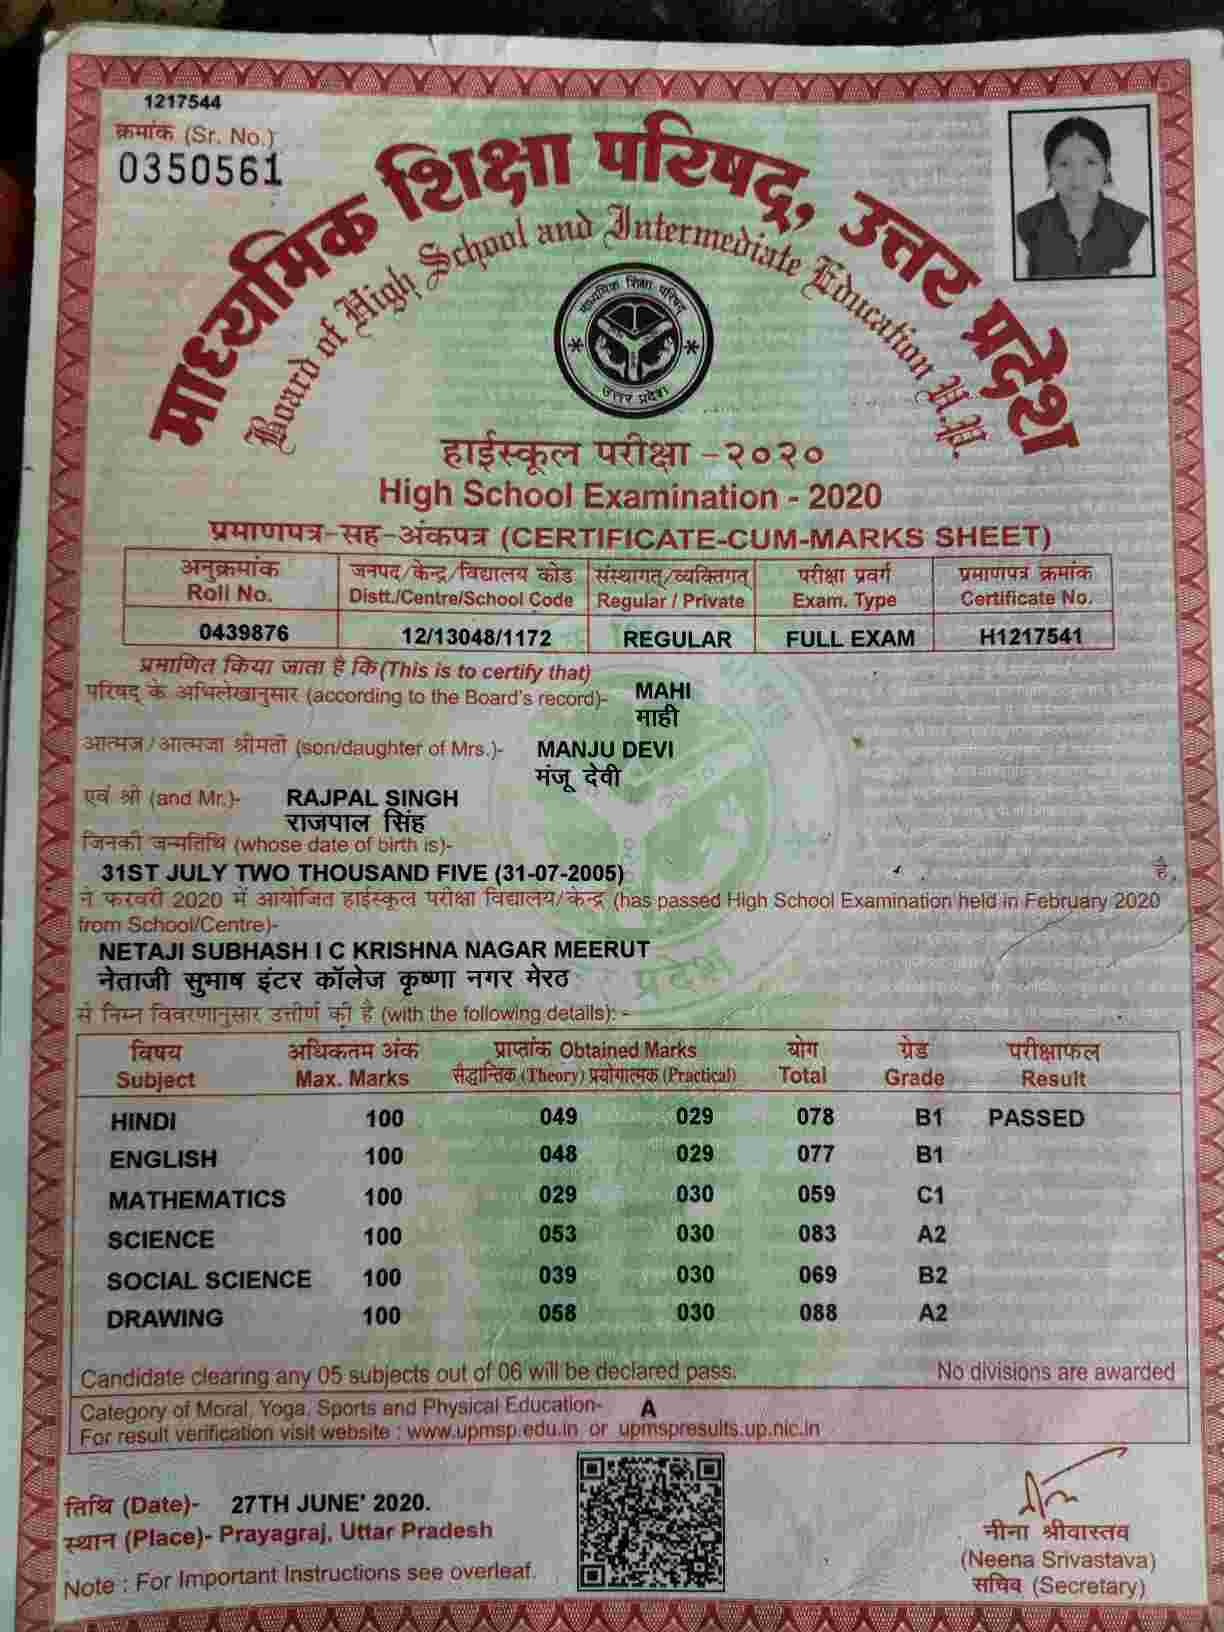 1217544
क्रमांक (Sr. No.)
0350561
माध्यमिक शिक्षा परिषद्, उत्तर प्रदेश
Board of High School and Intermediate Education U.P.
माध्यमिक शिक्षा परिषद
उत्तर प्रदेश
हाईस्कूल परीक्षा - २०२०
High School Examination - 2020
प्रमाणपत्र-सह-अंकपत्र (CERTIFICATE-CUM-MARKS SHEET)
अनुक्रमांक जनपद/केन्द्र/विद्यालय कोड संस्थागत/व्यक्तिगत परीक्षा प्रवर्ग प्रमाणपत्र क्रमांक
Roll No. Distt./Centre/School Code Regular / Private Exam. Type Certificate No.
0439876 12/13048/1172 REGULAR FULL EXAM H1217541
प्रमाणित किया जाता है कि (This is to certify that)
परिषद् के अभिलेखानुसार (according to the Board's record)- MAHI
माही
आत्मज/आत्मजा श्रीमती (son/daughter of Mrs.)- MANJU DEVI
मंजू देवी
एवं श्री (and Mr.)- RAJPAL SINGH
राजपाल सिंह
जिनकी जन्मतिथि (whose date of birth is)-
31ST JULY TWO THOUSAND FIVE (31-07-2005) है,
ने फरवरी 2020 में आयोजित हाईस्कूल परीक्षा विद्यालय/केन्द्र (has passed High School Examination held in February 2020
from School/Centre)-
NETAJI SUBHASH I C KRISHNA NAGAR MEERUT
नेताजी सुभाष इंटर कॉलेज कृष्णा नगर मेरठ
प्रदेश
से निम्न विवरणानुसार उत्तीर्ण की है (with the following details): -
विषय अधिकतम अंक प्राप्तांक Obtained Marks योग ग्रेड परीक्षाफल
Subject Max. Marks सैद्धान्तिक (Theory) प्रयोगात्मक (Practical) Total Grade Result
HINDI 100 049 029 078 B1 PASSED
ENGLISH 100 048 029 077 B1
MATHEMATICS 100 029 030 059 C1
SCIENCE 100 053 030 083 A2
SOCIAL SCIENCE 100 039 030 069 B2
DRAWING 100 058 030 088 A2
Candidate clearing any 05 subjects out of 06 will be declared pass. No divisions are awarded
Category of Moral, Yoga, Sports and Physical Education- A
For result verification visit website : www.upmsp.edu.in or upmspresults.up.nic.in
तिथि (Date)- 27TH JUNE' 2020.
स्थान (Place)- Prayagraj, Uttar Pradesh
Note : For Important Instructions see overleaf.
नीना श्रीवास्तव
(Neena Srivastava)
सचिव (Secretary)